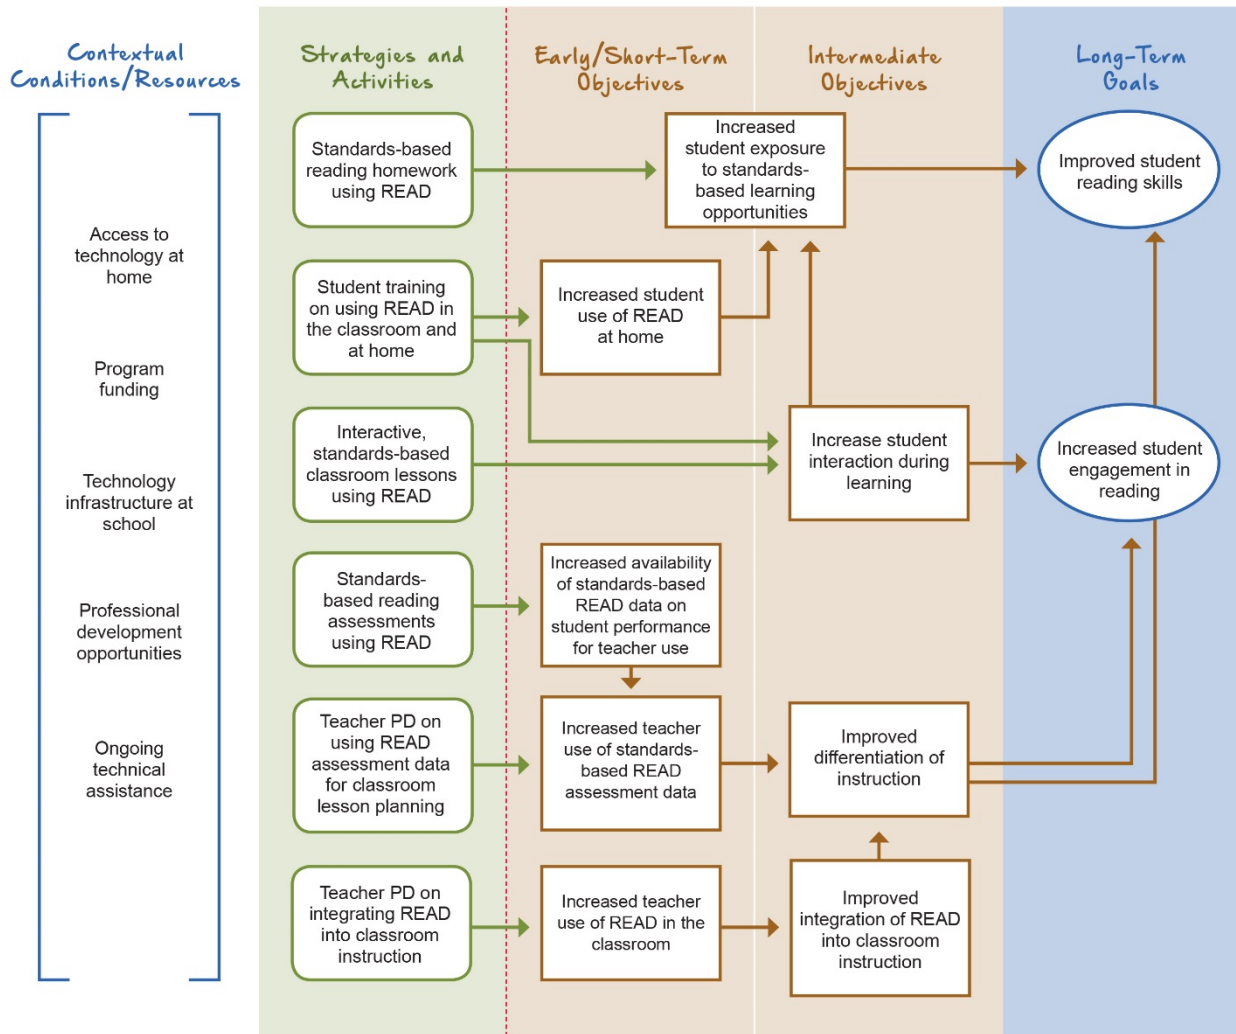 Contextual
Conditions/Resources
Access to
technology at
home
Program
funding
Technology
infrastructure at
school
Professional
development
opportunities
Ongoing
technical
assistance
Strategies and
Activities
Standards-based
reading homework
using READ
Student training
on using READ in
the classroom and
at home
Interactive,
standards-based
classroom lessons
using READ
Standards-
based reading
assessments
using READ
Teacher PD on
using READ
assessment data
for classroom
lesson planning
Teacher PD on
integrating READ
into classroom
instruction
Early/Short-Term
Objectives
Increased student
use of READ
at home
Increased availability
of standards-based
READ data on
student performance
for teacher use
Increased teacher
use of standards-
based READ
assessment data
Increased teacher
use of READ in the
classroom
Intermediate
Objectives
Increased
student exposure
to standards-
based learning
opportunities
Increase student
interaction during
learning
Improved
differentiation of
instruction
Improved
integration of READ
into classroom
instruction
Long-Term
Goals
Improved student
reading skills
Increased student
engagement in
reading